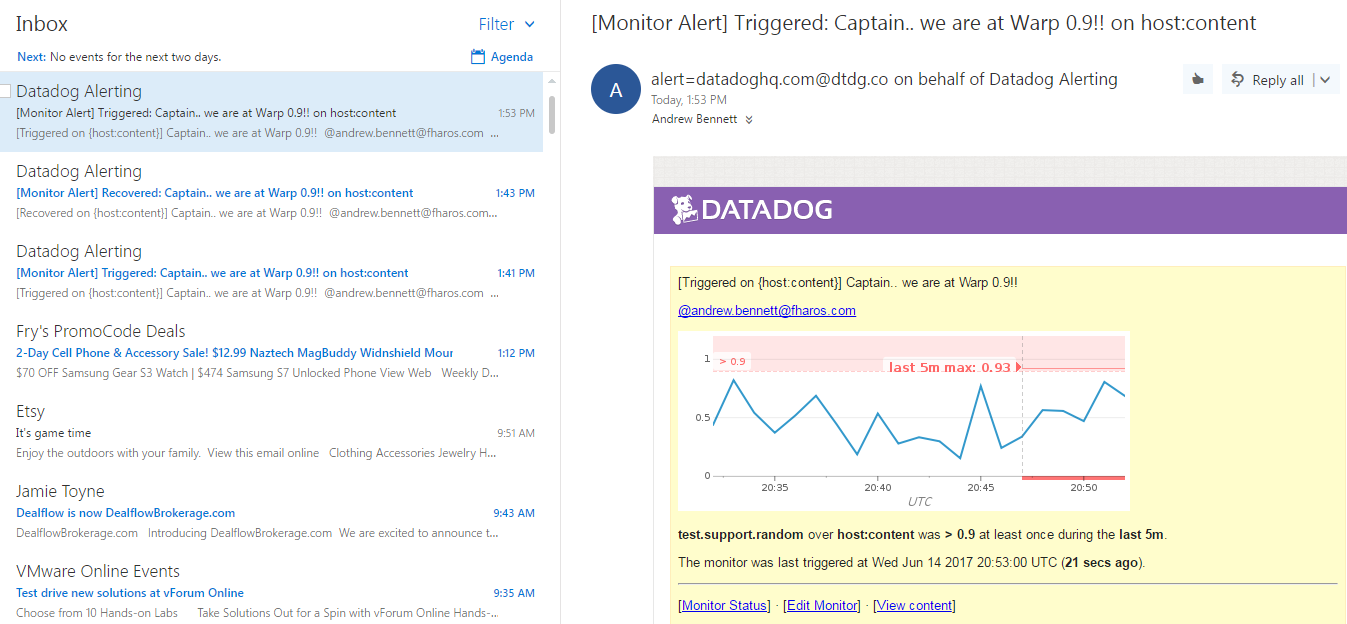 Inbox
Filter
Next: No events for the next two days.
Agenda
Datadog Alerting
[Monitor Alert] Triggered: Captain.. we are at Warp 0.9!! on host:content 1:53 PM
[Triggered on {host:content}] Captain.. we are at Warp 0.9!! @andrew.bennett@fharos.com ...
Datadog Alerting
[Monitor Alert] Recovered: Captain.. we are at Warp 0.9!! on host:content 1:43 PM
[Recovered on {host:content}] Captain.. we are at Warp 0.9!! @andrew.bennett@fharos.com...
Datadog Alerting
[Monitor Alert] Triggered: Captain.. we are at Warp 0.9!! on host:content 1:41 PM
[Triggered on {host:content}] Captain.. we are at Warp 0.9!! @andrew.bennett@fharos.com ...
Fry's PromoCode Deals
2-Day Cell Phone & Accessory Sale! $12.99 Naztech MagBuddy Widnshield Mour 1:12 PM
$70 OFF Samsung Gear S3 Watch | $474 Samsung S7 Unlocked Phone View Web Weekly D...
Etsy
It's game time 9:51 AM
Enjoy the outdoors with your family. View this email online Clothing Accessories Jewelry H...
Jamie Toyne
Dealflow is now DealflowBrokerage.com 9:43 AM
DealflowBrokerage.com Introducing DealflowBrokerage.com We are excited to announce t...
VMware Online Events
Test drive new solutions at vForum Online 9:35 AM
Choose from 10 Hands-on Labs Take Solutions Out for a Spin with vForum Online Hands-...
[Monitor Alert] Triggered: Captain.. we are at Warp 0.9!! on host:content
A
alert=datadoghq.com@dtdg.co on behalf of Datadog Alerting
Reply all
Today, 1:53 PM
Andrew Bennett
DATADOG
[Triggered on {host:content}] Captain.. we are at Warp 0.9!!
@andrew.bennett@fharos.com
1
> 0.9
last 5m max: 0.93
0.5
0
20:35 20:40 20:45 20:50
UTC
test.support.random over host:content was > 0.9 at least once during the last 5m.
The monitor was last triggered at Wed Jun 14 2017 20:53:00 UTC (21 secs ago).
[Monitor Status] · [Edit Monitor] · [View content]